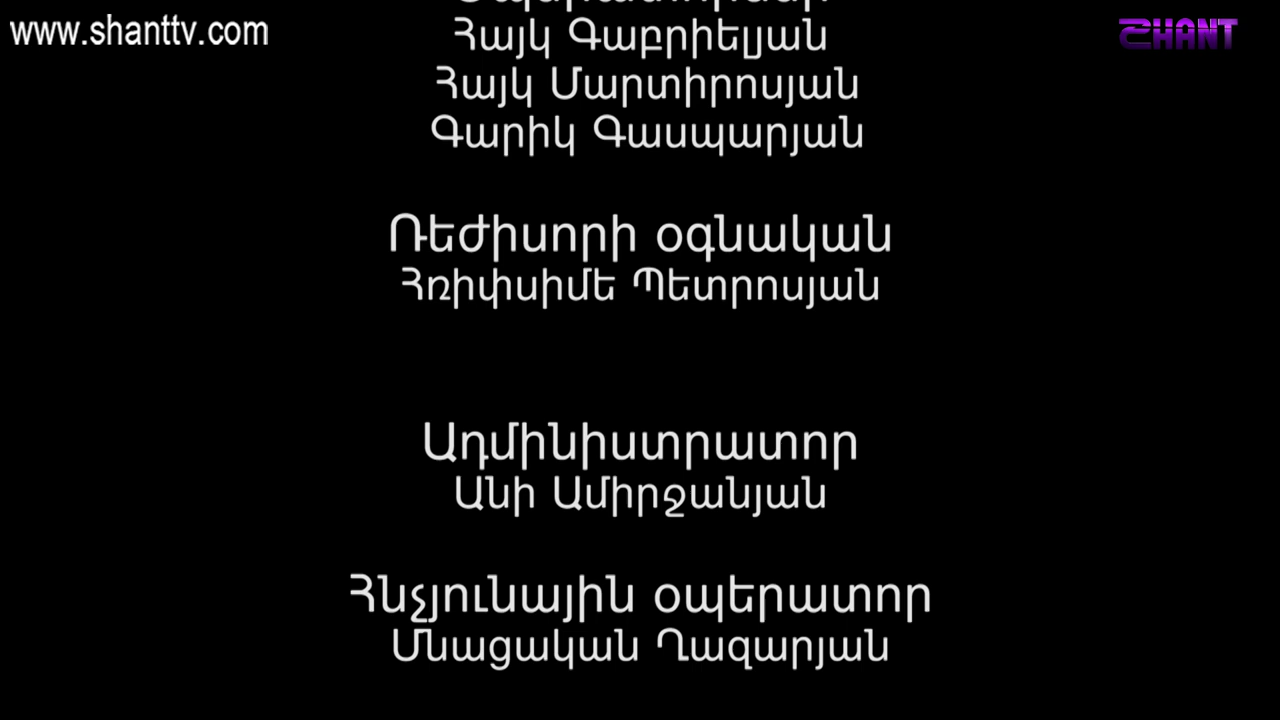 www.shanttv.com
SHANT
Հայկ Գաբրիելյան
Հայկ Մարտիրոսյան
Գարիկ Գասպարյան
Ռեժիսորի օգնական
Հռիփսիմե Պետրոսյան
Ադմինիստրատոր
Անի Ամիրջանյան
Հնչյունային օպերատոր
Մնացական Ղազարյան